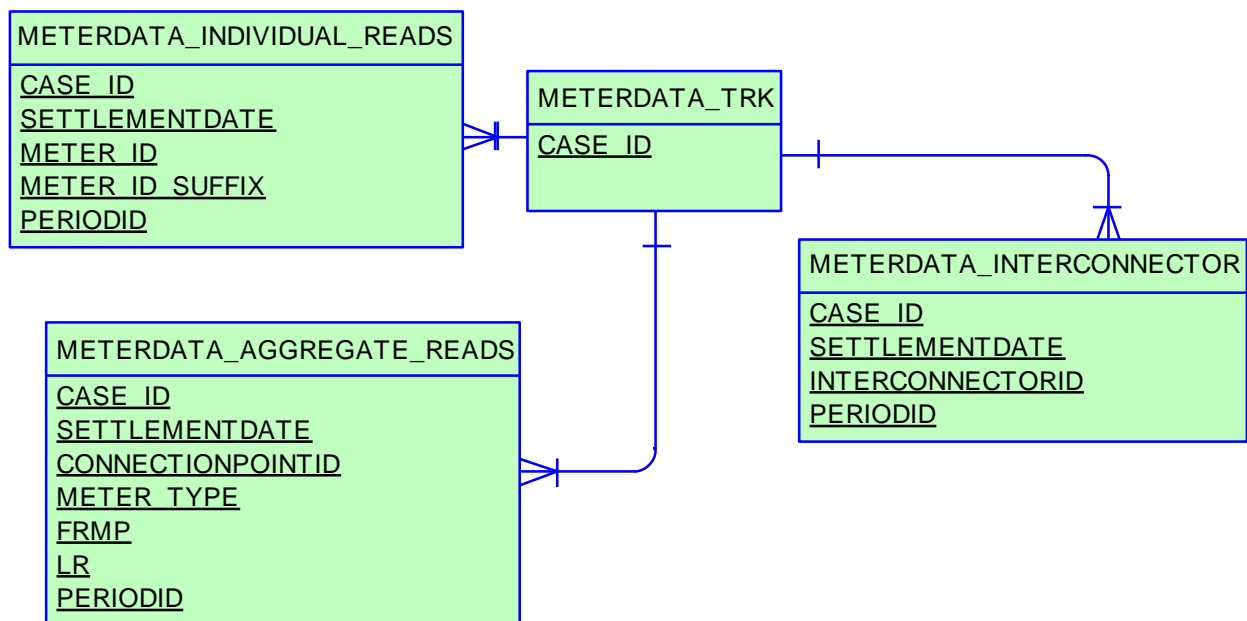 METERDATA_INDIVIDUAL_READS
CASE_ID
SETTLEMENTDATE
METER_ID
METER_ID_SUFFIX
PERIODID
METERDATA_TRK
CASE_ID
METERDATA_INTERCONNECTOR
CASE_ID
SETTLEMENTDATE
INTERCONNECTORID
PERIODID
METERDATA_AGGREGATE_READS
CASE_ID
SETTLEMENTDATE
CONNECTIONPOINTID
METER_TYPE
FRMP
LR
PERIODID